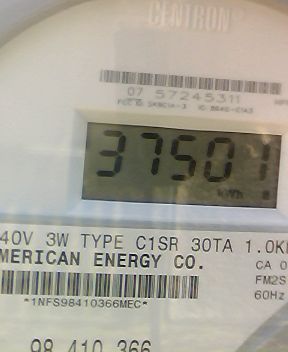 CENTRON
07 57245311
37501
kWh
40V 3W TYPE C1SR 30TA 1.0K
MERICAN ENERGY CO.
CA 0
FM2S
60Hz
*1NFS98410366MEC*
98 410 366